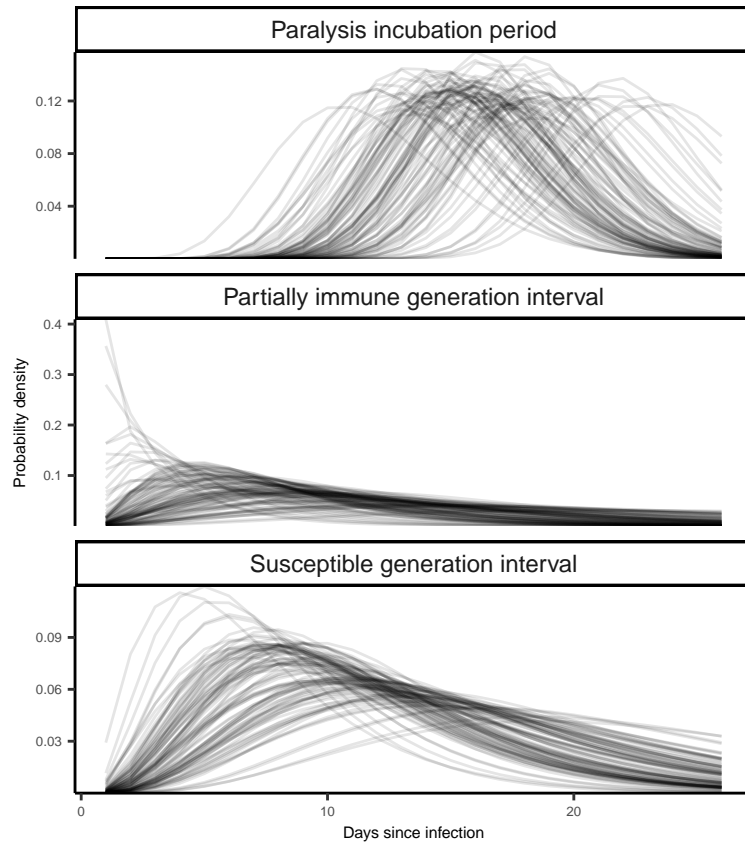 Paralysis incubation period
0.12
0.08
0.04
Partially immune generation interval
0.4
0.3
0.2
0.1
Probability density
Susceptible generation interval
0.09
0.06
0.03
0 10 20
Days since infection